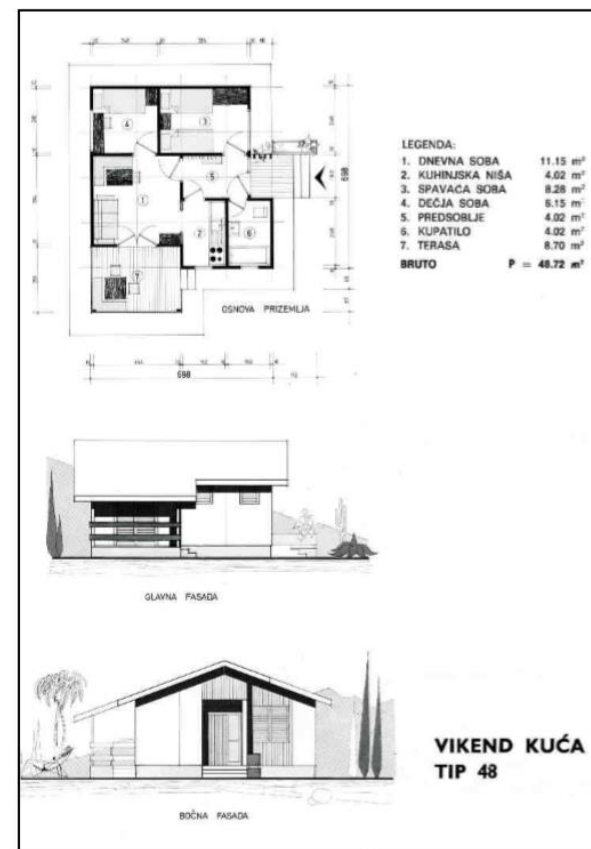 OSNOVA PRIZEMLJA
698
698
LEGENDA:
1. DNEVNA SOBA 11.15 m²
2. KUHINJSKA NIŠA 4.02 m²
3. SPAVAĆA SOBA 8.28 m²
4. DEČJA SOBA 6.15 m²
5. PREDSOBLJE 4.02 m²
6. KUPATILO 4.02 m²
7. TERASA 8.70 m²
BRUTO P = 48.72 m²
GLAVNA FASADA
BOČNA FASADA
VIKEND KUĆA
TIP 48